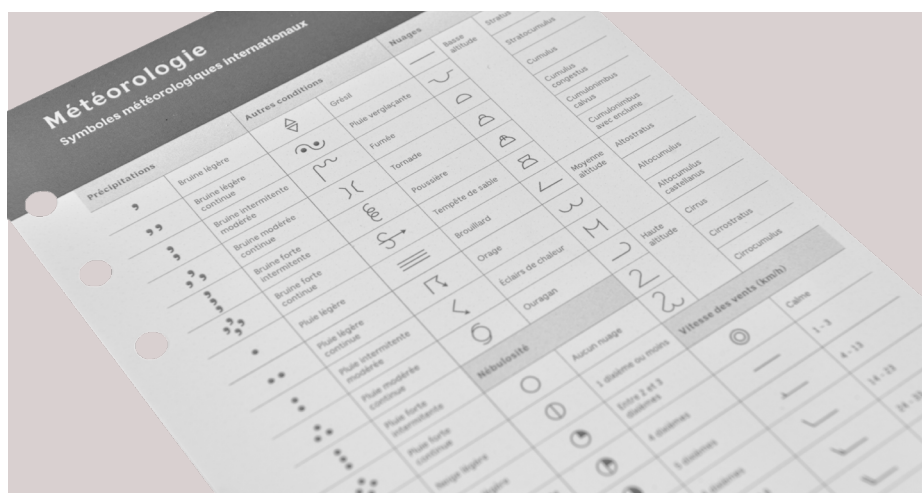 Météorologie
Symboles météorologiques internationaux
Précipitations
Bruine légère
Bruine légère
continue
Bruine intermitente
modérée
Bruine modérée
continue
Bruine forte
intermitente
Bruine forte
continue
Pluie légère
Pluie légère
continue
Pluie intermitente
modérée
Pluie modérée
continue
Pluie forte
intermitente
Pluie forte
continue
Neige légère
Autres conditions
Grésil
Pluie verglaçante
Fumée
Tornade
Poussière
Tempête de sable
Brouillard
Orage
Éclairs de chaleur
Ouragan
Nébulosité
Aucun nuage
1 dixième ou moins
Entre 2 et 3
dixièmes
4 dixièmes
5 dixièmes
Nuages
Basse
altitude
Stratus
Stratocumulus
Cumulus
Cumulus
congestus
Cumulonimbus
calvus
Cumulonimbus
avec enclume
Moyenne
altitude
Altostratus
Altocumulus
Altocumulus
castellanus
Haute
altitude
Cirrus
Cirrostratus
Cirrocumulus
Vitesse des vents (km/h)
Calme
1 - 3
4 - 13
14 - 23